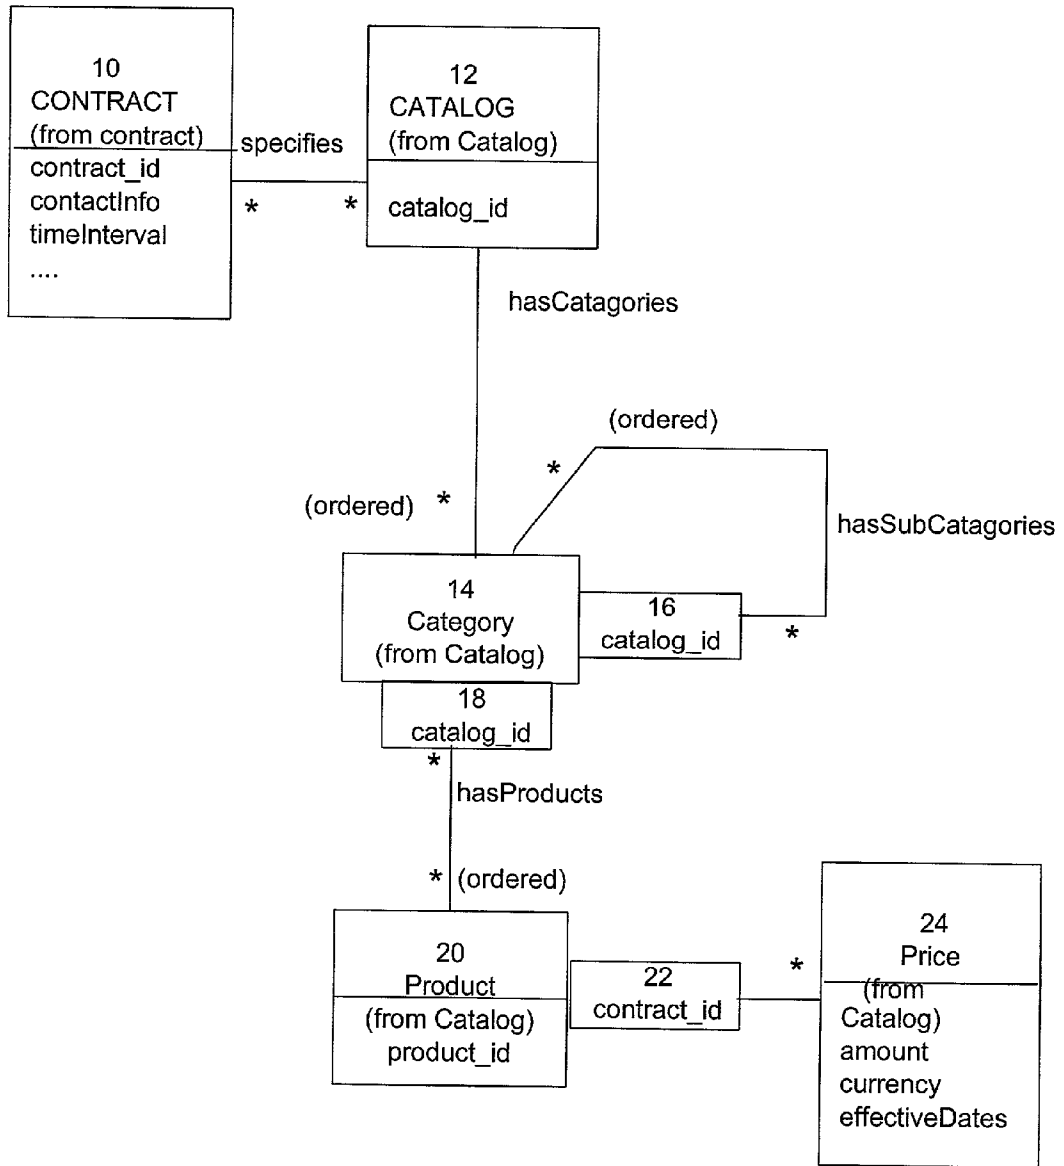 10
CONTRACT
(from contract)
contract_id
contactInfo
timeInterval
....
specifies
*
*
12
CATALOG
(from Catalog)
catalog_id
hasCatagories
(ordered)
*
(ordered)
*
hasSubCatagories
14
Category
(from Catalog)
16
catalog_id
*
18
catalog_id
*
hasProducts
*
(ordered)
20
Product
(from Catalog)
product_id
22
contract_id
*
24
Price
(from
Catalog)
amount
currency
effectiveDates